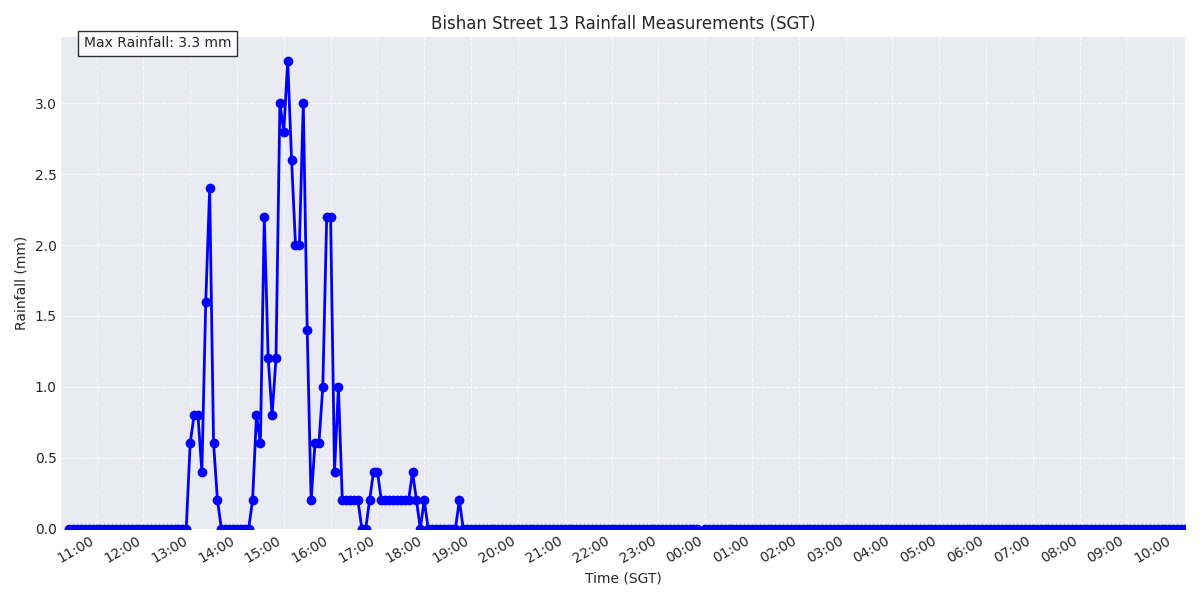 Bishan Street 13 Rainfall Measurements (SGT)
Max Rainfall: 3.3 mm
Rainfall (mm)
3.0
2.5
2.0
1.5
1.0
0.5
0.0
11:00 12:00 13:00 14:00 15:00 16:00 17:00 18:00 19:00 20:00 21:00 22:00 23:00 00:00 01:00 02:00 03:00 04:00 05:00 06:00 07:00 08:00 09:00 10:00
Time (SGT)